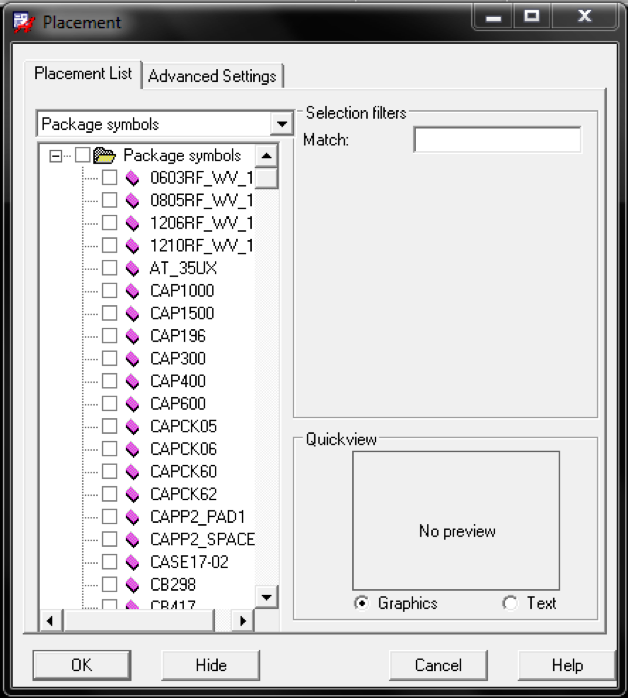 Placement
Placement List
Advanced Settings
Package symbols
Package symbols
0603RF_WV_1
0805RF_WV_1
1206RF_WV_1
1210RF_WV_1
AT_35UX
CAP1000
CAP1500
CAP196
CAP300
CAP400
CAP600
CAPCK05
CAPCK06
CAPCK60
CAPCK62
CAPP2_PAD1
CAPP2_SPACE
CASE17-02
CB298
CB417
Selection filters
Match:
Quickview
No preview
Graphics
Text
OK
Hide
Cancel
Help